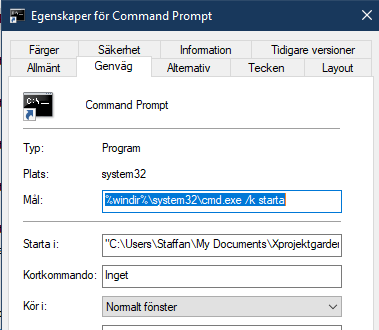 Egenskaper för Command Prompt
Färger Säkerhet Information Tidigare versioner
Allmänt Genväg Alternativ Tecken Layout
C:\.
Command Prompt
Typ: Program
Plats: system32
Mål: %windir%\system32\cmd.exe /k starta
Starta i: "C:\Users\Staffan\My Documents\Xprojektgarder
Kortkommando: Inget
Kör i: Normalt fönster